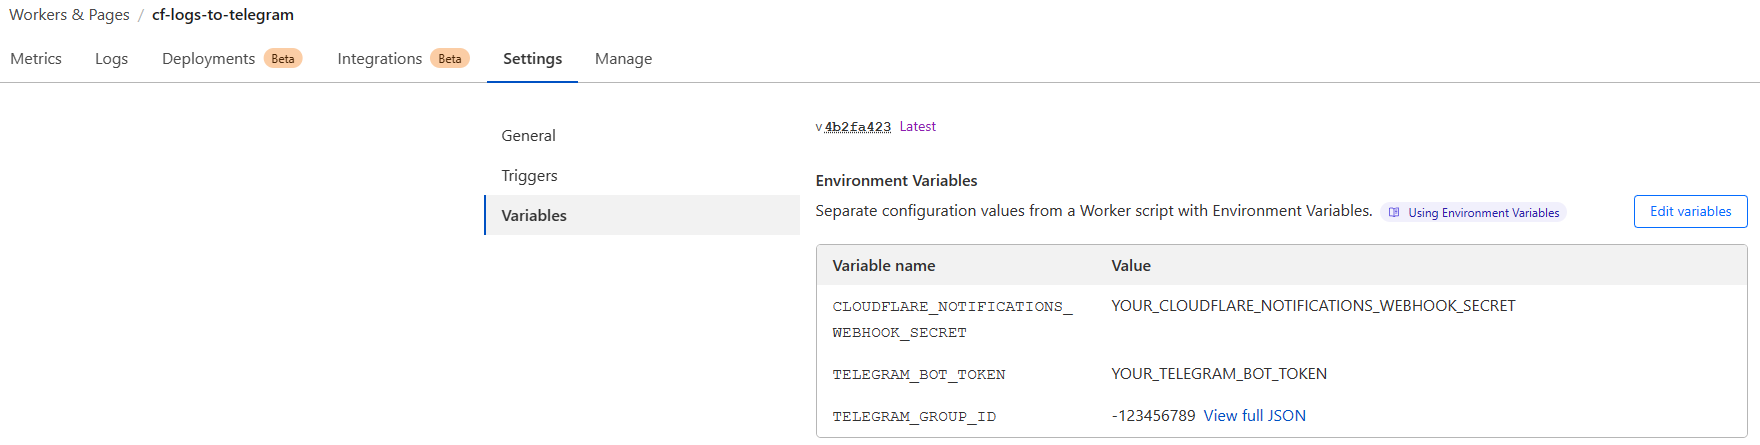 Workers & Pages / cf-logs-to-telegram
Metrics Logs Deployments Beta Integrations Beta Settings Manage
General
Triggers
Variables
v 4b2fa423 Latest
Environment Variables
Separate configuration values from a Worker script with Environment Variables. Using Environment Variables
Edit variables
Variable name Value
CLOUDFLARE_NOTIFICATIONS_ YOUR_CLOUDFLARE_NOTIFICATIONS_WEBHOOK_SECRET
WEBHOOK_SECRET
TELEGRAM_BOT_TOKEN YOUR_TELEGRAM_BOT_TOKEN
TELEGRAM_GROUP_ID -123456789 View full JSON